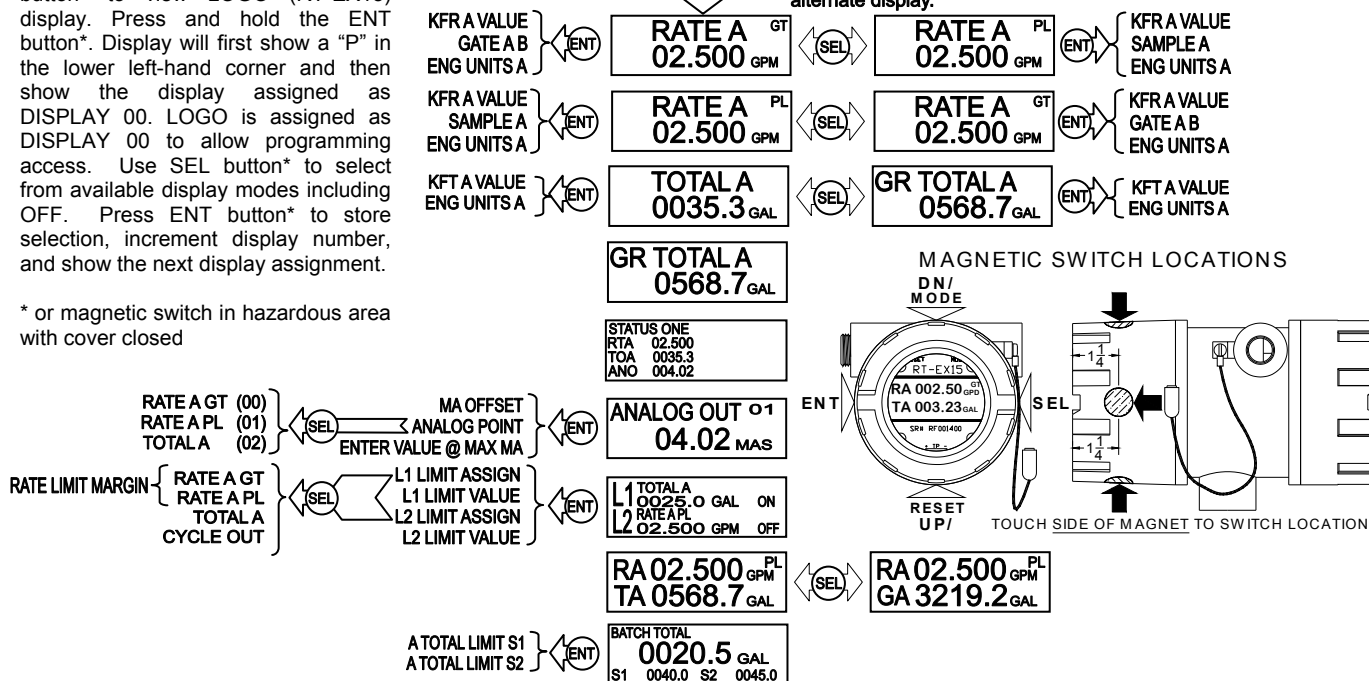 display. Press and hold the ENT
button*. Display will first show a “P” in
the lower left-hand corner and then
show the display assigned as
DISPLAY 00. LOGO is assigned as
DISPLAY 00 to allow programming
access. Use SEL button* to select
from available display modes including
OFF. Press ENT button* to store
selection, increment display number,
and show the next display assignment.
* or magnetic switch in hazardous area
with cover closed
alternate display.
KFR A VALUE
GATE A B
ENG UNITS A
ENT
RATE A GT
02.500 GPM
SEL
RATE A PL
02.500 GPM
ENT
KFR A VALUE
SAMPLE A
ENG UNITS A
KFR A VALUE
SAMPLE A
ENG UNITS A
ENT
RATE A PL
02.500 GPM
SEL
RATE A GT
02.500 GPM
ENT
KFR A VALUE
GATE A B
ENG UNITS A
KFT A VALUE
ENG UNITS A
ENT
TOTAL A
0035.3 GAL
SEL
GR TOTAL A
0568.7 GAL
ENT
KFT A VALUE
ENG UNITS A
GR TOTAL A
0568.7 GAL
STATUS ONE
RTA 02.500
TOA 0035.3
ANO 004.02
RATE A GT (00)
RATE A PL (01)
TOTAL A (02)
SEL
MA OFFSET
ANALOG POINT
ENTER VALUE @ MAX MA
ENT
ANALOG OUT 01
04.02 MAS
RATE LIMIT MARGIN
RATE A GT
RATE A PL
TOTAL A
CYCLE OUT
SEL
L1 LIMIT ASSIGN
L1 LIMIT VALUE
L2 LIMIT ASSIGN
L2 LIMIT VALUE
ENT
L1 TOTAL A
0025.0 GAL ON
L2 RATE A PL
02.500 GPM OFF
RA 02.500 GPM PL
TA 0568.7 GAL
SEL
RA 02.500 GPM PL
GA 3219.2 GAL
A TOTAL LIMIT S1
A TOTAL LIMIT S2
ENT
BATCH TOTAL
0020.5 GAL
S1 0040.0 S2 0045.0
MAGNETIC SWITCH LOCATIONS
DN/
MODE
ENT
RT-EX15
RA 002.50 GPD GT
TA 003.23 GAL
SRN RF001400
SEL
RESET
UP/
1 1/4
1 1/4
TOUCH SIDE OF MAGNET TO SWITCH LOCATION